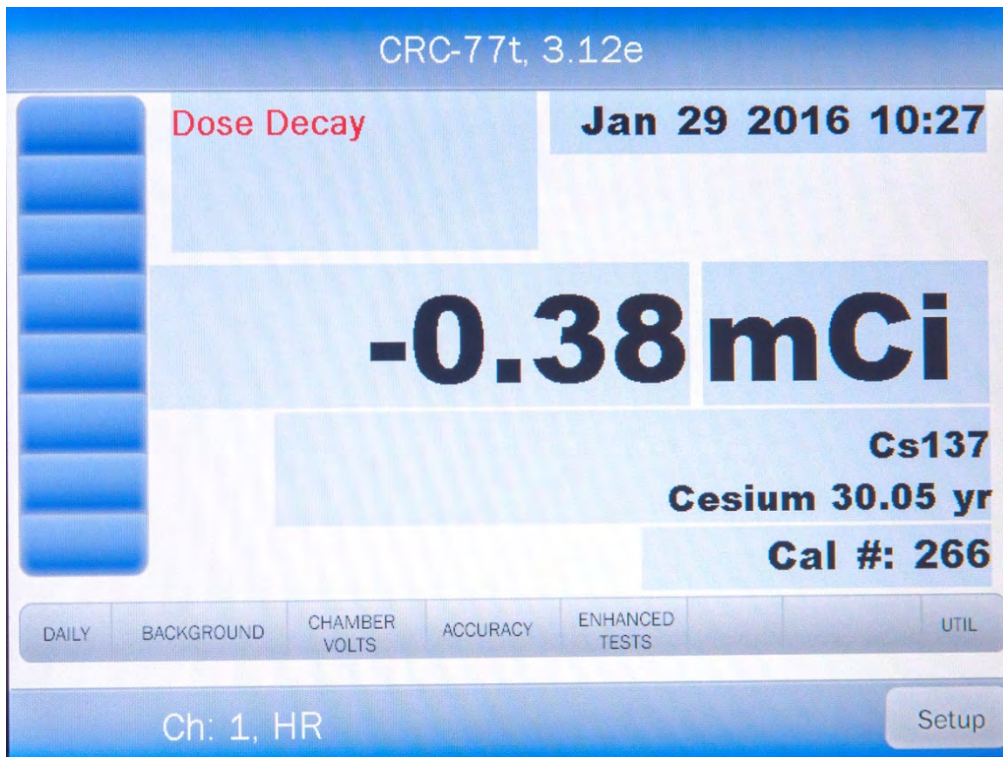 CRC-77t, 3.12e
Dose Decay
Jan 29 2016 10:27
-0.38 mCi
Cs137
Cesium 30.05 yr
Cal #: 266
DAILY
BACKGROUND
CHAMBER
VOLTS
ACCURACY
ENHANCED
TESTS
UTIL
Ch: 1, HR
Setup